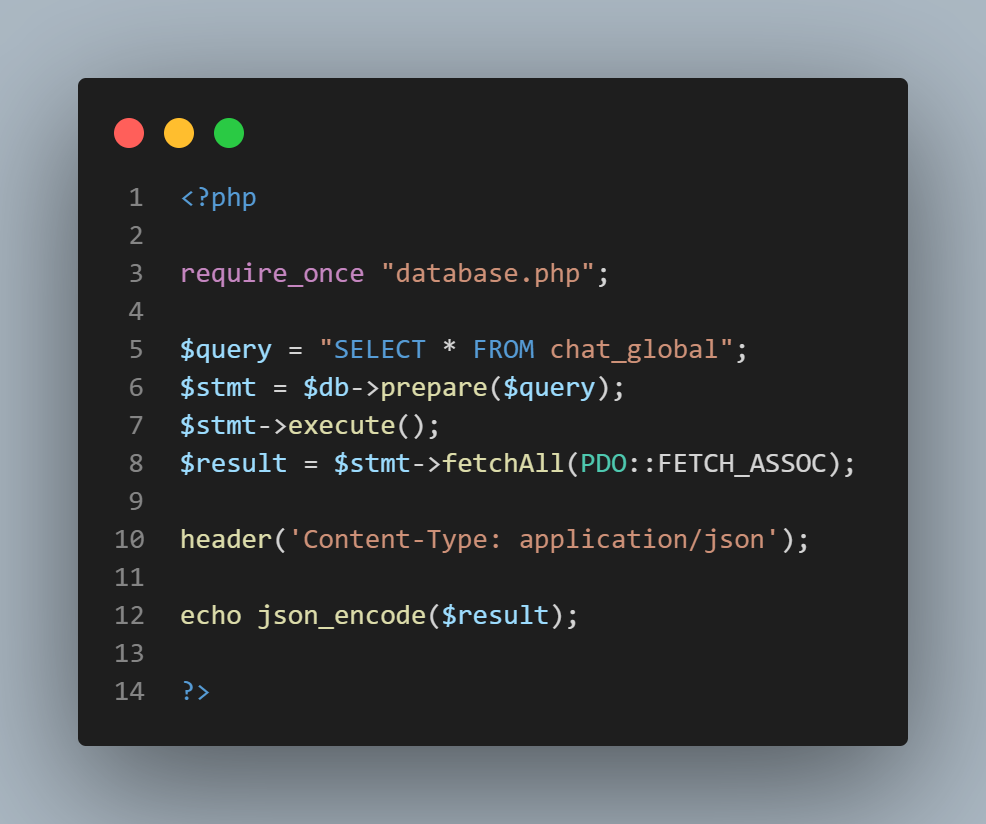 1 <?php
2
3 require_once "database.php";
4
5 $query = "SELECT * FROM chat_global";
6 $stmt = $db->prepare($query);
7 $stmt->execute();
8 $result = $stmt->fetchAll(PDO::FETCH_ASSOC);
9
10 header('Content-Type: application/json');
11
12 echo json_encode($result);
13
14 ?>